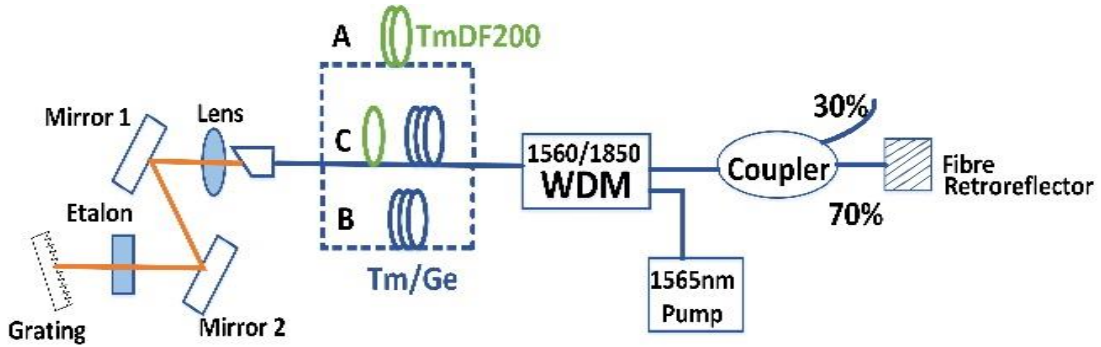 A
TmDF200
Mirror 1
Lens
C
30%
1560/1850
WDM
Coupler
Fibre
Retroreflector
Etalon
B
70%
Tm/Ge
1565nm
Pump
Grating
Mirror 2